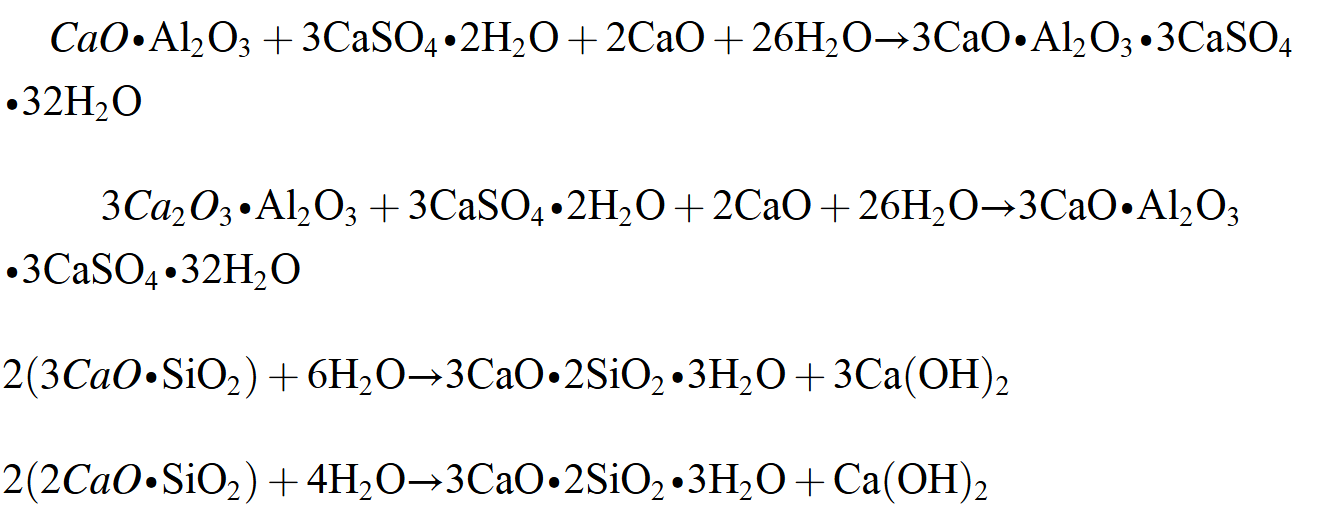 CaO•Al₂O₃ + 3CaSO₄•2H₂O + 2CaO + 26H₂O→3CaO•Al₂O₃•3CaSO₄
•32H₂O
3Ca₂O₃•Al₂O₃ + 3CaSO₄•2H₂O + 2CaO + 26H₂O→3CaO•Al₂O₃
•3CaSO₄•32H₂O
2(3CaO•SiO₂) + 6H₂O→3CaO•2SiO₂•3H₂O + 3Ca(OH)₂
2(2CaO•SiO₂) + 4H₂O→3CaO•2SiO₂•3H₂O + Ca(OH)₂